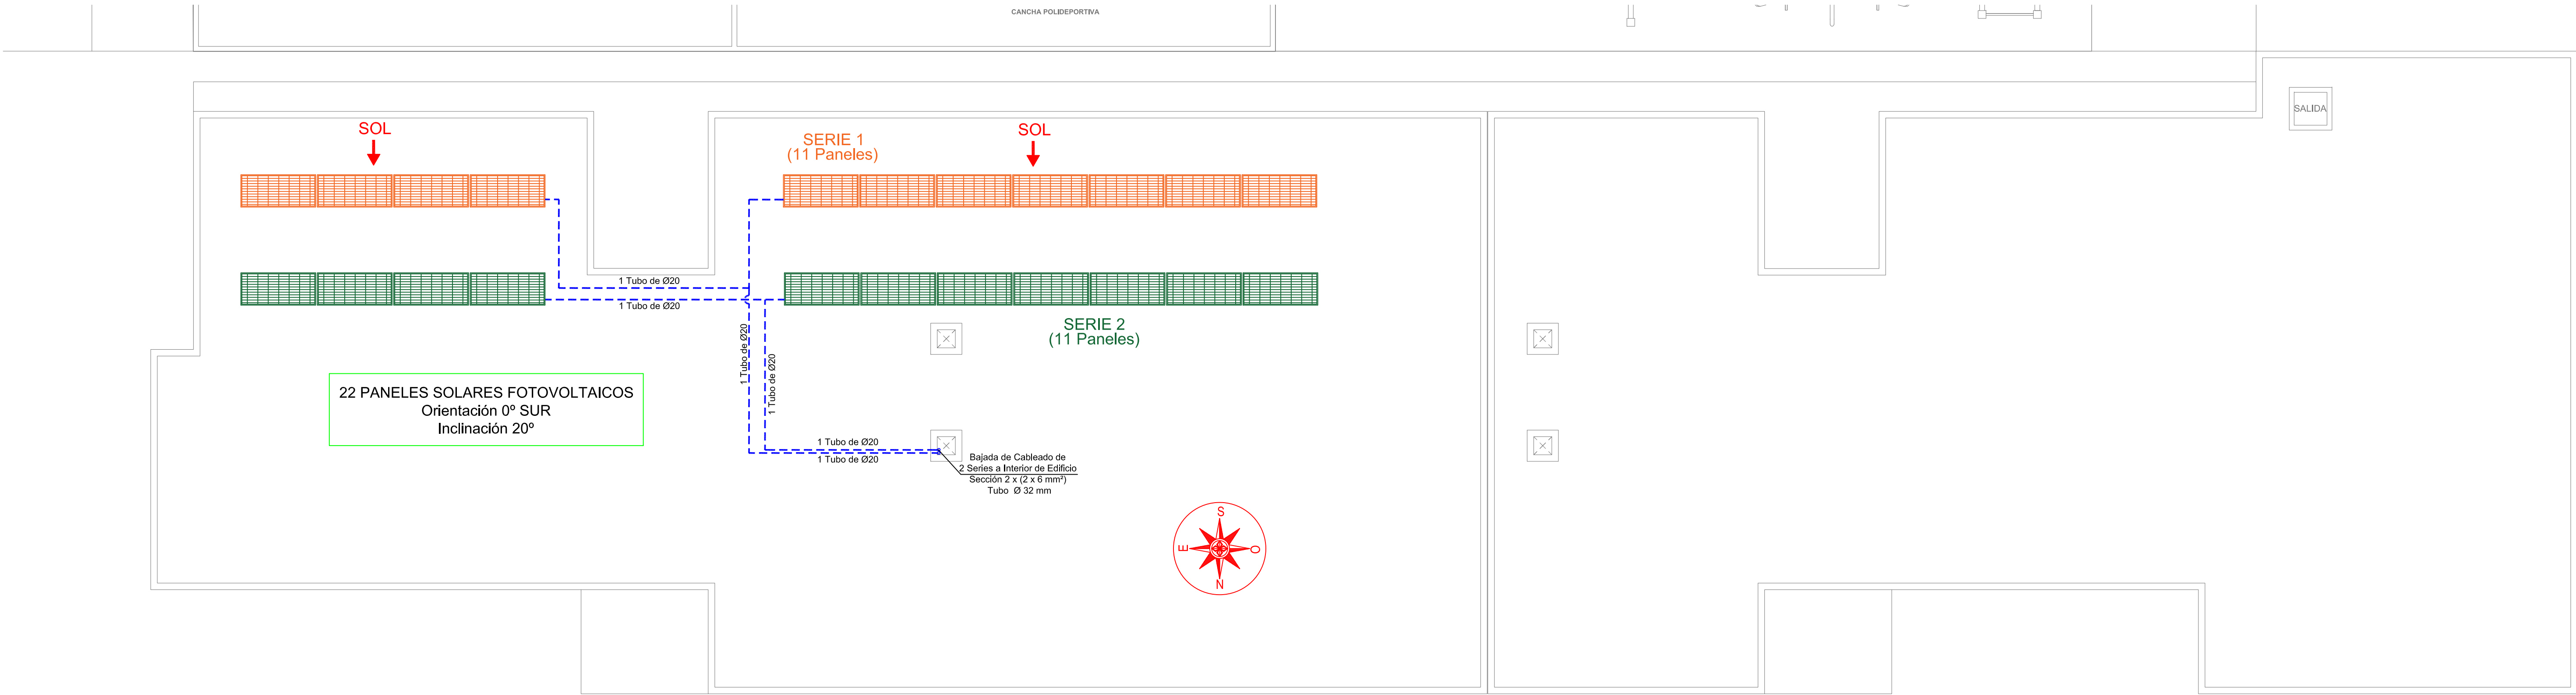 CANCHA POLIDEPORTIVA
SALIDA
SOL
SERIE 1
(11 Paneles)
SOL
1 Tubo de Ø20
1 Tubo de Ø20
1 Tubo de Ø20
1 Tubo de Ø20
SERIE 2
(11 Paneles)
22 PANELES SOLARES FOTOVOLTAICOS
Orientación 0º SUR
Inclinación 20º
1 Tubo de Ø20
1 Tubo de Ø20
Bajada de Cableado de
2 Series a Interior de Edificio
Sección 2 x (2 x 6 mm²)
Tubo Ø 32 mm
S
E
O
N